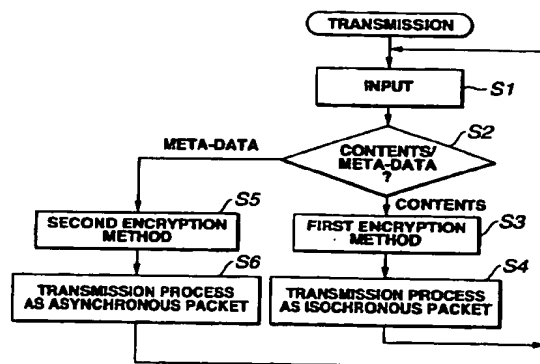 TRANSMISSION
INPUT
S1
S2
CONTENTS/
META-DATA
?
META-DATA
CONTENTS
S5
SECOND ENCRYPTION
METHOD
S3
FIRST ENCRYPTION
METHOD
S6
TRANSMISSION PROCESS
AS ASYNCHRONOUS PACKET
S4
TRANSMISSION PROCESS
AS ISOCHRONOUS PACKET